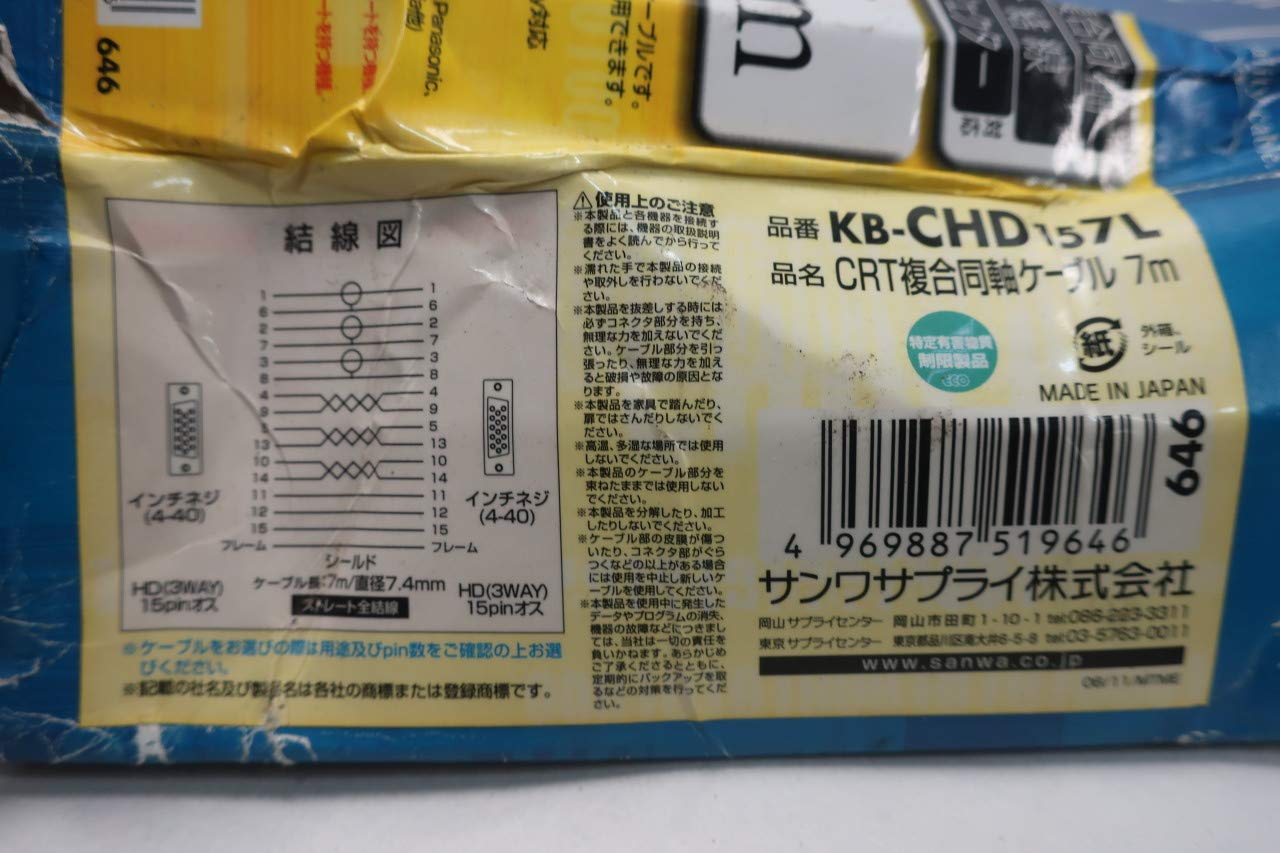 646
Panasonic、
V対応
ーブルです。
用できます。
m
結線図
1 1
6 6
2 2
7 7
3 3
8 8
4 4
9 9
5 5
13 13
10 10
14 14
11 11
12 12
15 15
フレーム フレーム
シールド
インチネジ
(4-40)
インチネジ
(4-40)
HD(3WAY)
15pinオス
ケーブル長:7m/直径7.4mm
ストレート全結線
HD(3WAY)
15pinオス
※ケーブルをお選びの際は用途及びpin数をご確認の上お選
びください。
※記載の社名及び製品名は各社の商標または登録商標です。
⚠使用上のご注意
※本製品と各機器を接続す
る際には、機器の取扱説明
書をよく読んでから行って
ください。
※濡れた手で本製品の接続
や取外しを行わないでくだ
さい。
※本製品を抜差しする時には
必ずコネクタ部分を持ち、
無理な力を加えないでくだ
さい。ケーブル部分を引っ
張ったり、無理な力を加え
ると破損や故障の原因とな
ります。
※本製品を家具で踏んだり、
扉ではさんだりしないでく
ださい。
※高温、多湿な場所では使用
しないでください。
※本製品のケーブル部分を
束ねたままでは使用しない
でください。
※本製品を分解したり、加工
したりしないでください。
※ケーブル部の皮膜が傷つ
いたり、コネクタ部がぐら
つくなどの以上がある場合
には使用を中止し新しいケ
ーブルを使用してください。
※本製品を使用中に発生した
データやプログラムの消失、
機器の故障などにつきまし
ては、当社は一切の責任を
負いかねます。あらかじめ
ご了承くださるとともに、
定期的にバックアップを取
るなどの対策を行ってくだ
さい。
品番 KB-CHD157L
品名 CRT複合同軸ケーブル 7m
特定有害物質
制限製品
eco
紙
外箱、
シール
MADE IN JAPAN
646
4 969887 519646
サンワサプライ株式会社
岡山サプライセンター 岡山市田町1-10-1 tel:086-223-3311
東京サプライセンター 東京都品川区南大井6-5-8 tel:03-5763-0011
www.sanwa.co.jp